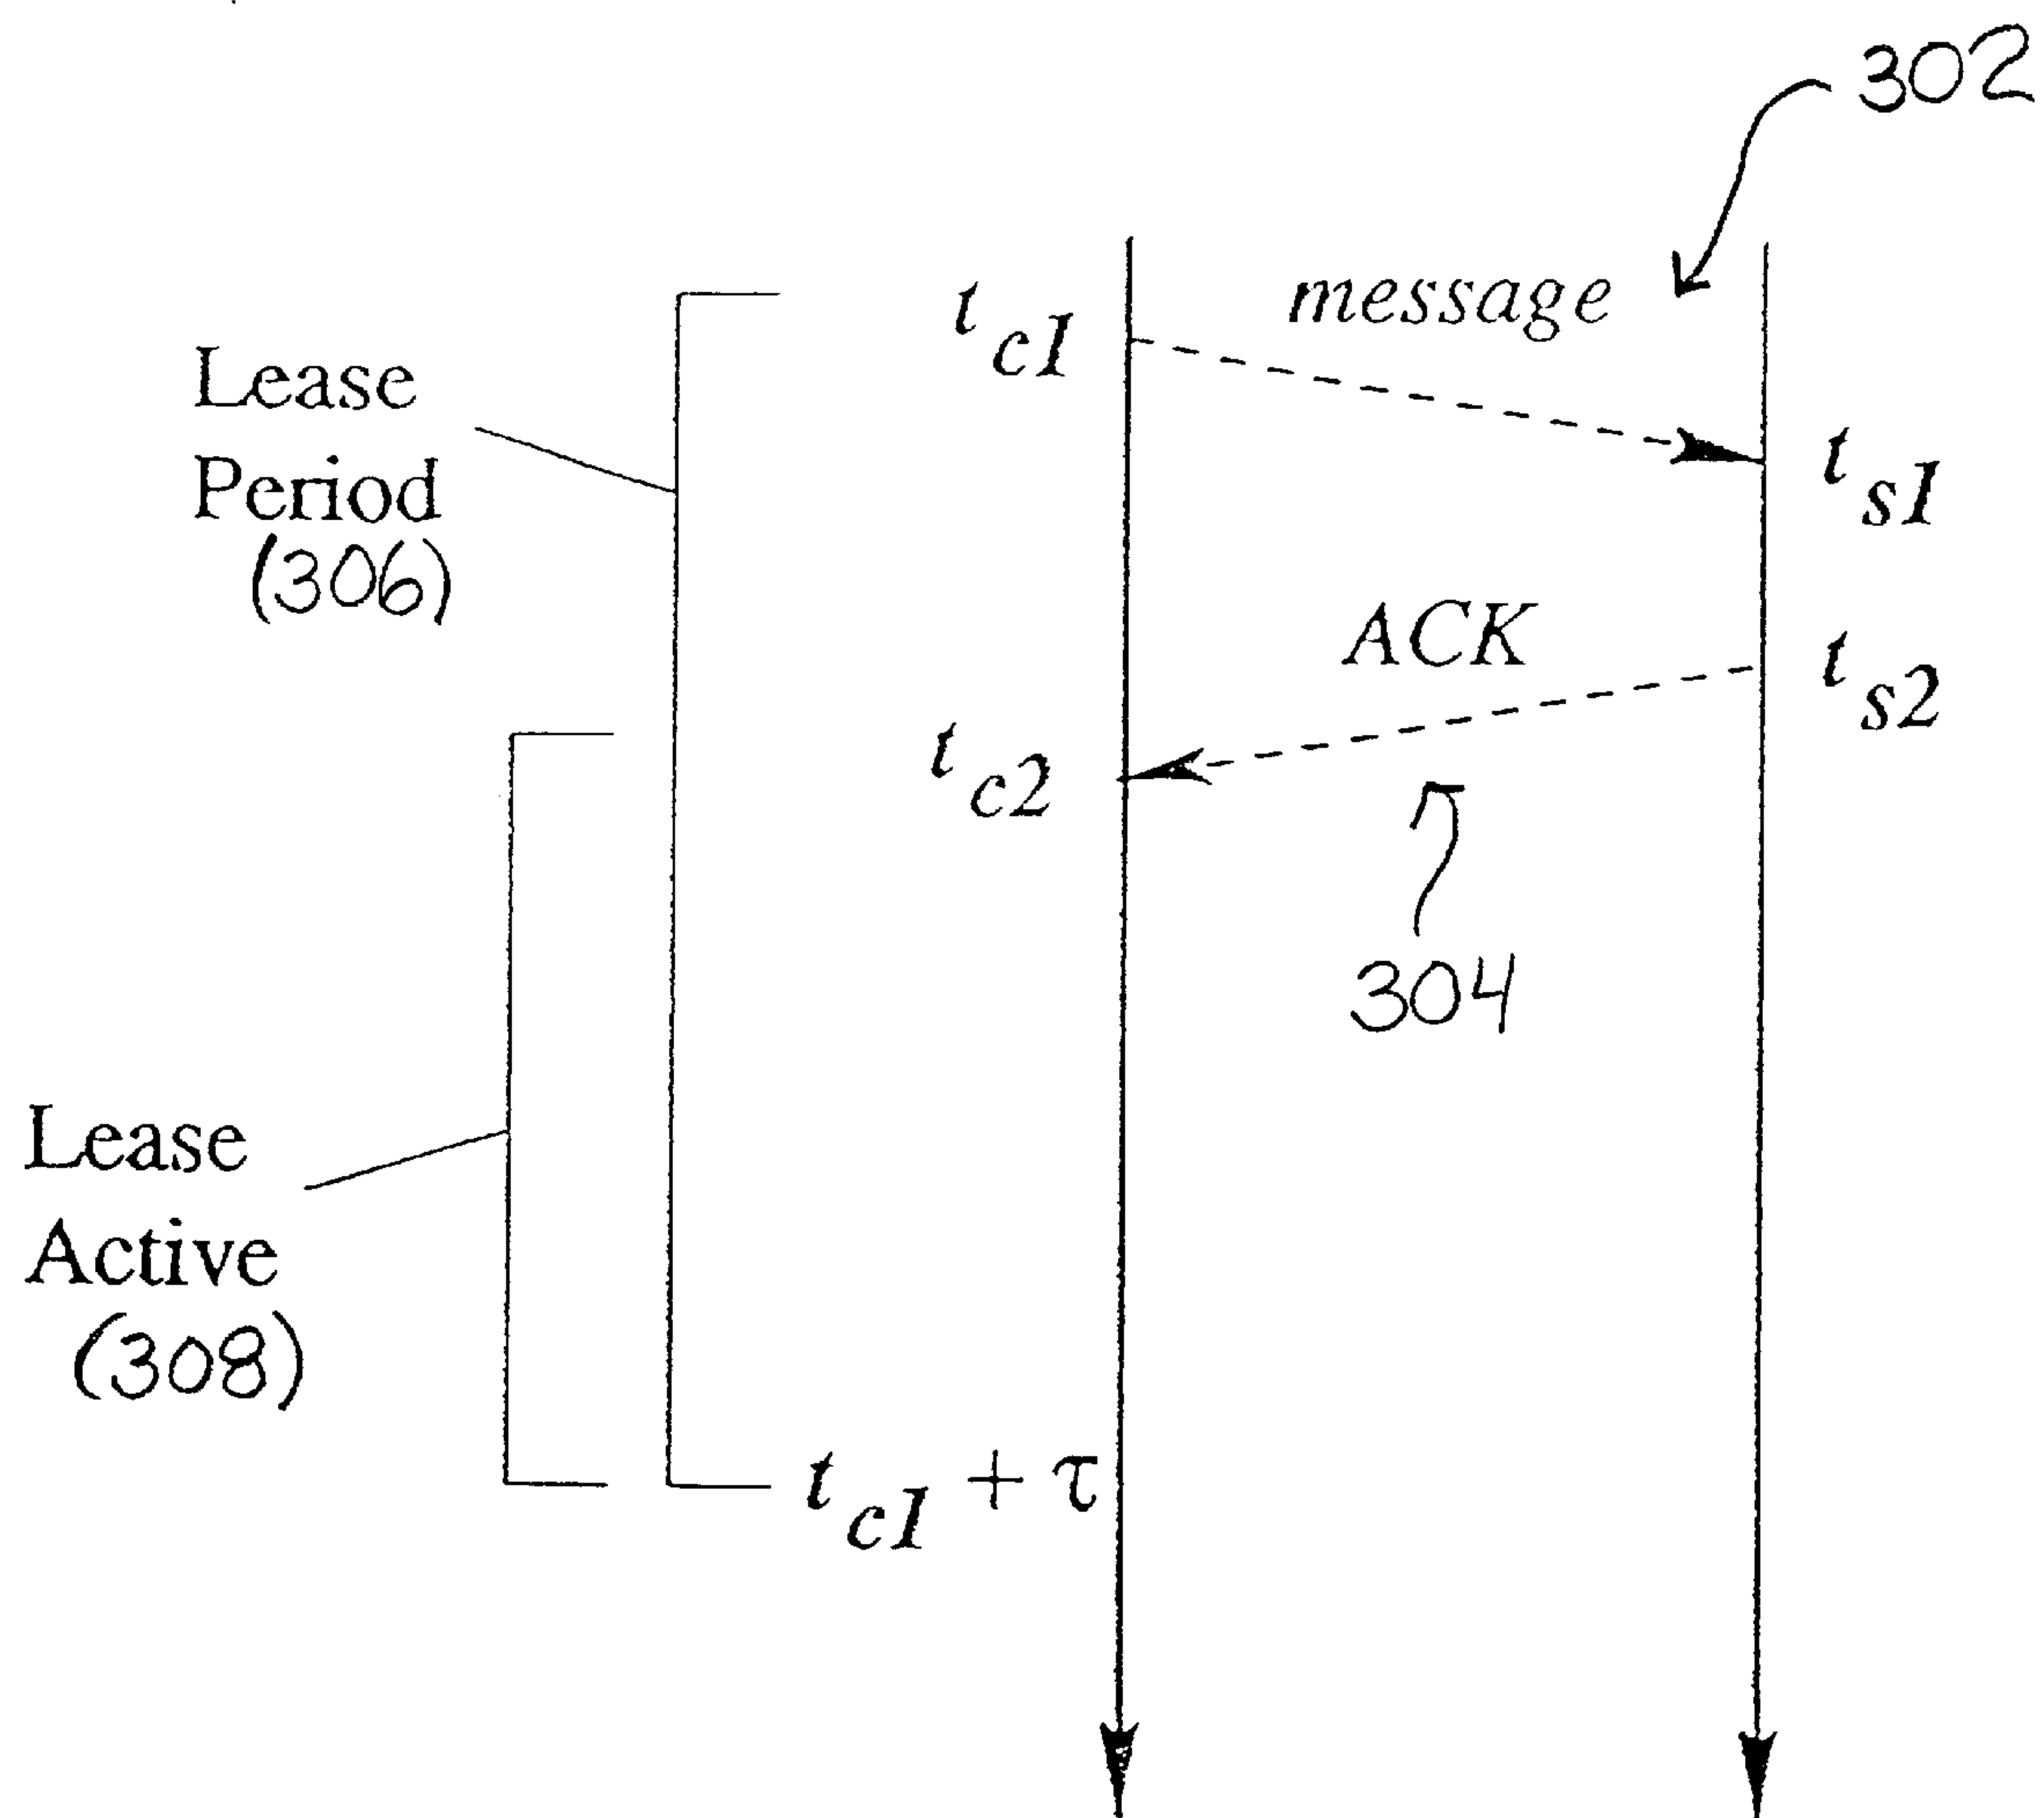 302
message
t c1
Lease
Period
(306)
t s1
ACK
t s2
t c2
304
Lease
Active
(308)
t c1 + τ